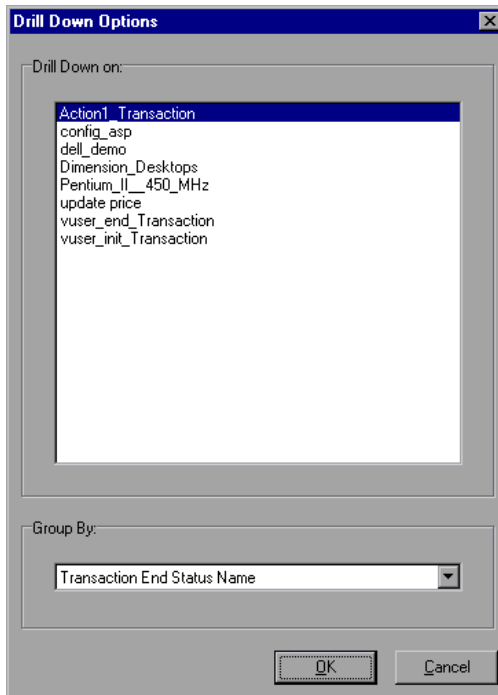 Drill Down Options
Drill Down on:
Action1_Transaction
config_asp
dell_demo
Dimension_Desktops
Pentium_II__450_MHz
update price
vuser_end_Transaction
vuser_init_Transaction
Group By:
Transaction End Status Name
OK
Cancel